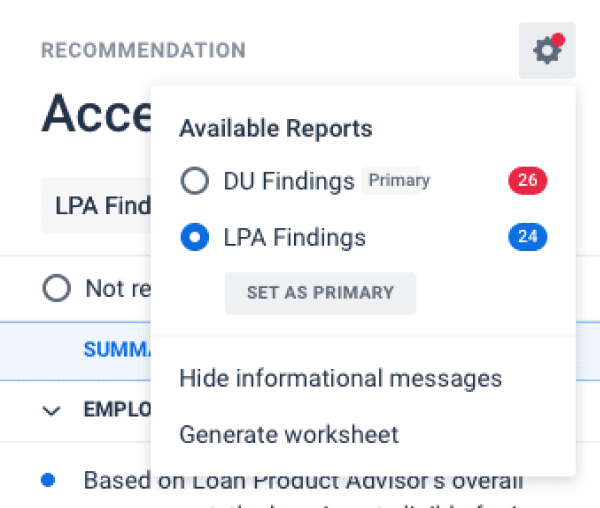 RECOMMENDATION
Acce
Available Reports
DU Findings Primary 26
LPA Find
LPA Findings 24
SET AS PRIMARY
Not re
SUMMA
Hide informational messages
EMPLO
Generate worksheet
Based on Loan Product Advisor's overall